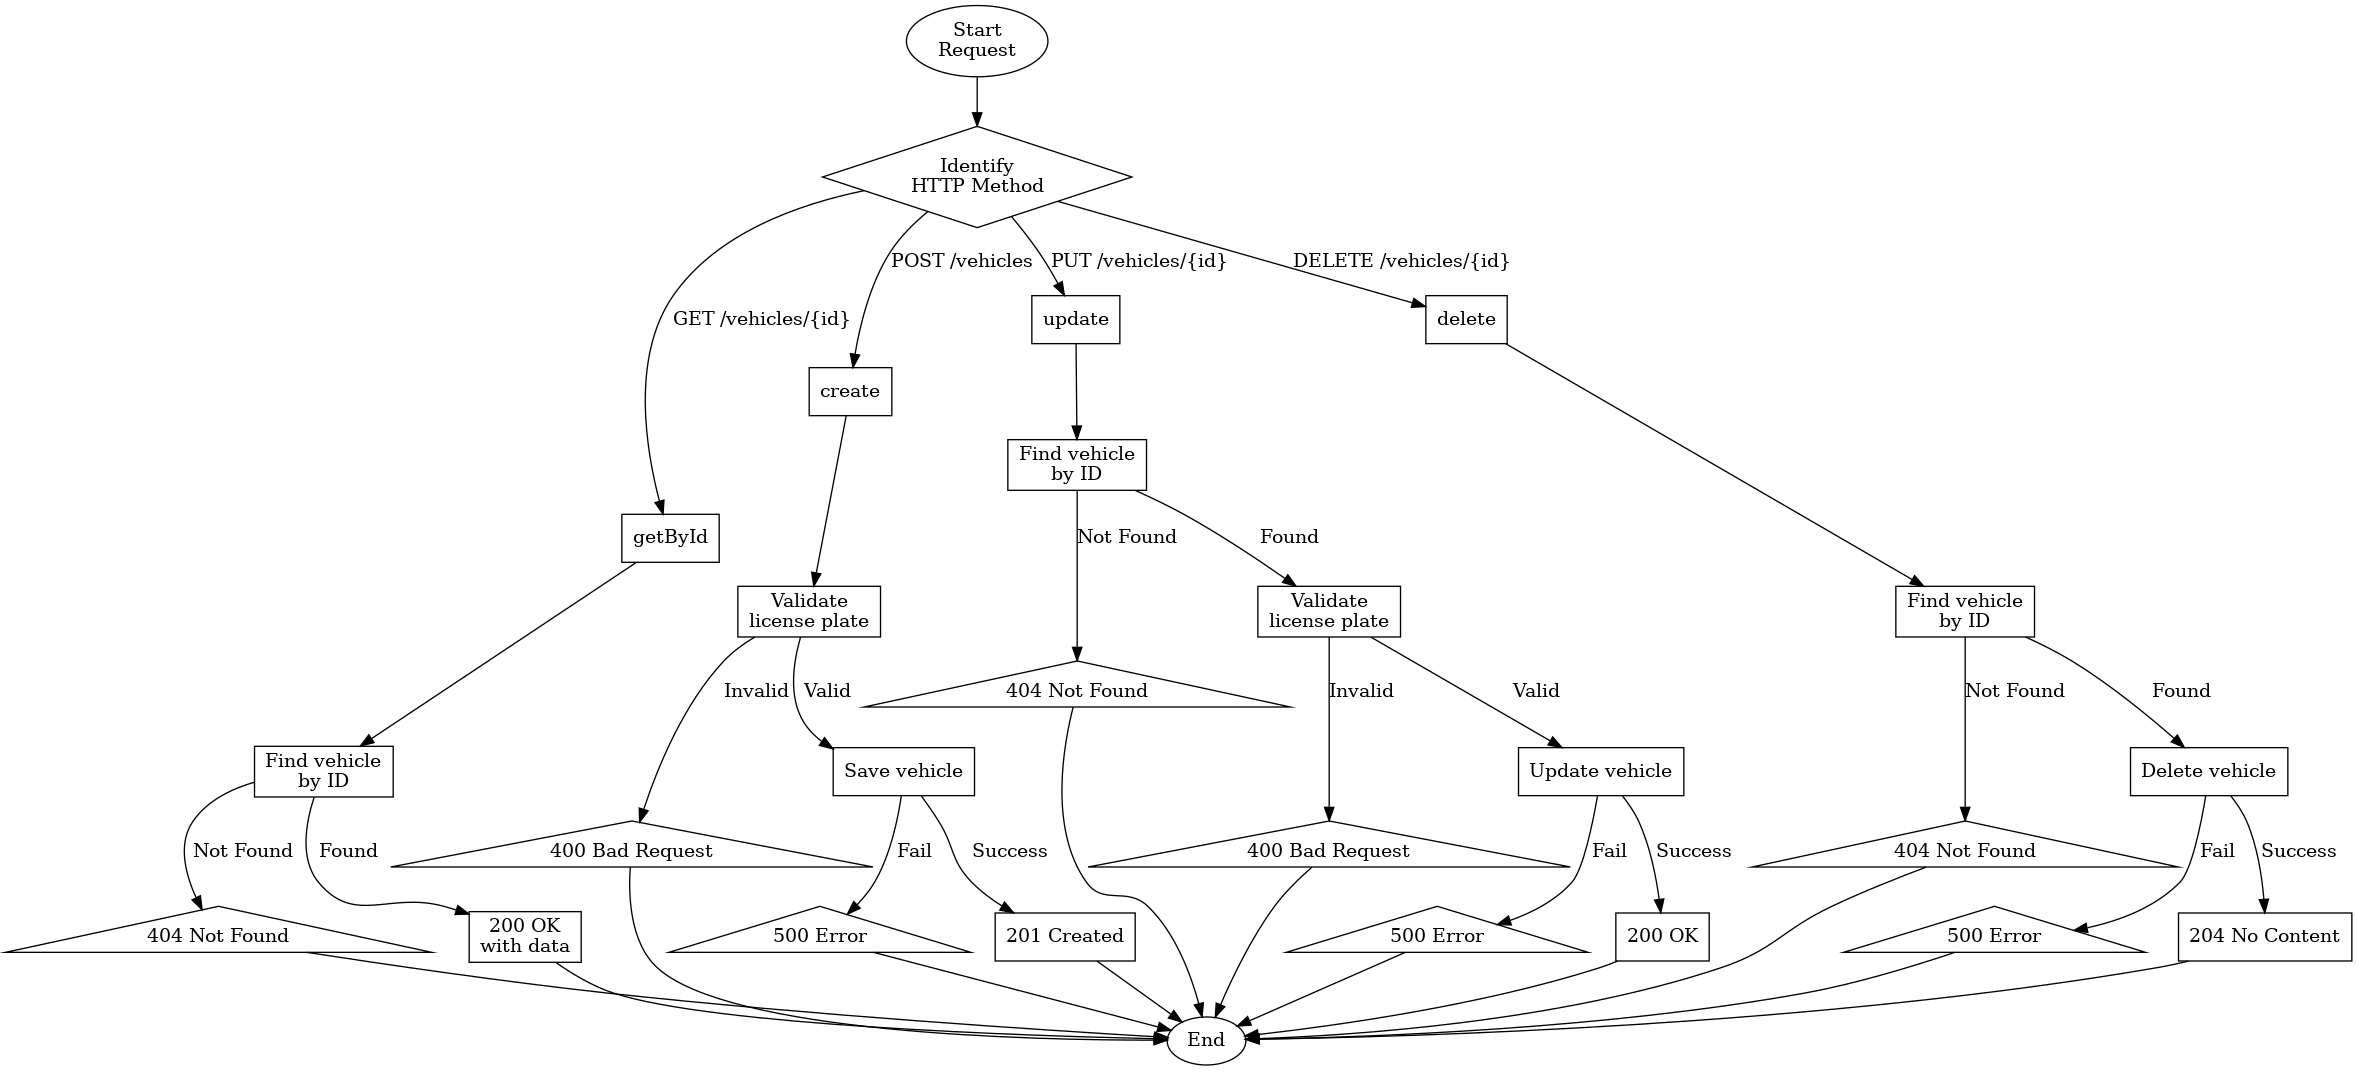 Start
Request
Identify
HTTP Method
POST /vehicles
PUT /vehicles/{id}
DELETE /vehicles/{id}
GET /vehicles/{id}
update
delete
create
Find vehicle
by ID
getById
Not Found
Found
Validate
license plate
Validate
license plate
Find vehicle
by ID
Invalid
Valid
404 Not Found
Invalid
Valid
Not Found
Found
Find vehicle
by ID
Save vehicle
Update vehicle
Delete vehicle
Not Found
Found
400 Bad Request
Fail
Success
400 Bad Request
Fail
Success
404 Not Found
Fail
Success
404 Not Found
200 OK
with data
500 Error
201 Created
500 Error
200 OK
500 Error
204 No Content
End